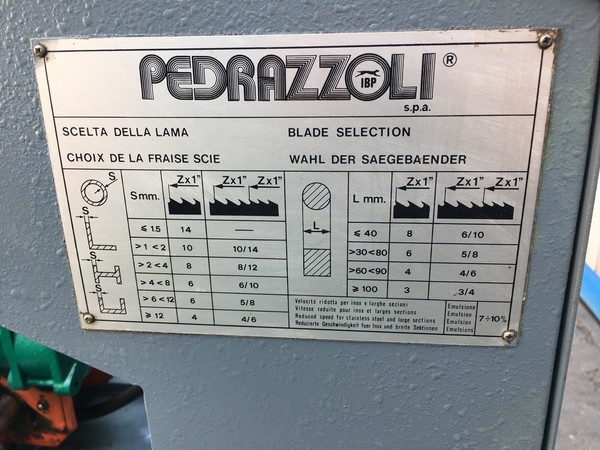 PEDRAZZOLI ®
IBP
s.p.a.
SCELTA DELLA LAMA BLADE SELECTION
CHOIX DE LA FRAISE SCIE WAHL DER SAEGEBAENDER
S
S mm. Zx1" Zx1" Zx1"
≤ 1.5 14 —
>1 <2 10 10/14
>2 <4 8 8/12
>4 <8 6 6/10
>6 <12 6 5/8
≥ 12 4 4/6
S
S
S
L
L mm. Zx1" Zx1" Zx1"
≤ 40 8 6/10
>30<80 6 5/8
>60<90 4 4/6
≥ 100 3 3/4
Velocità ridotta per inox e larghe sezioni Emulsione
Vitesse reduite pour inox et larges sections Emulsion
Reduced speed for stainless steel and large sections Emulsion
Reduzierte Geschwindigkeit fuer Inox und breite Sektionen Emulsions
7÷10%